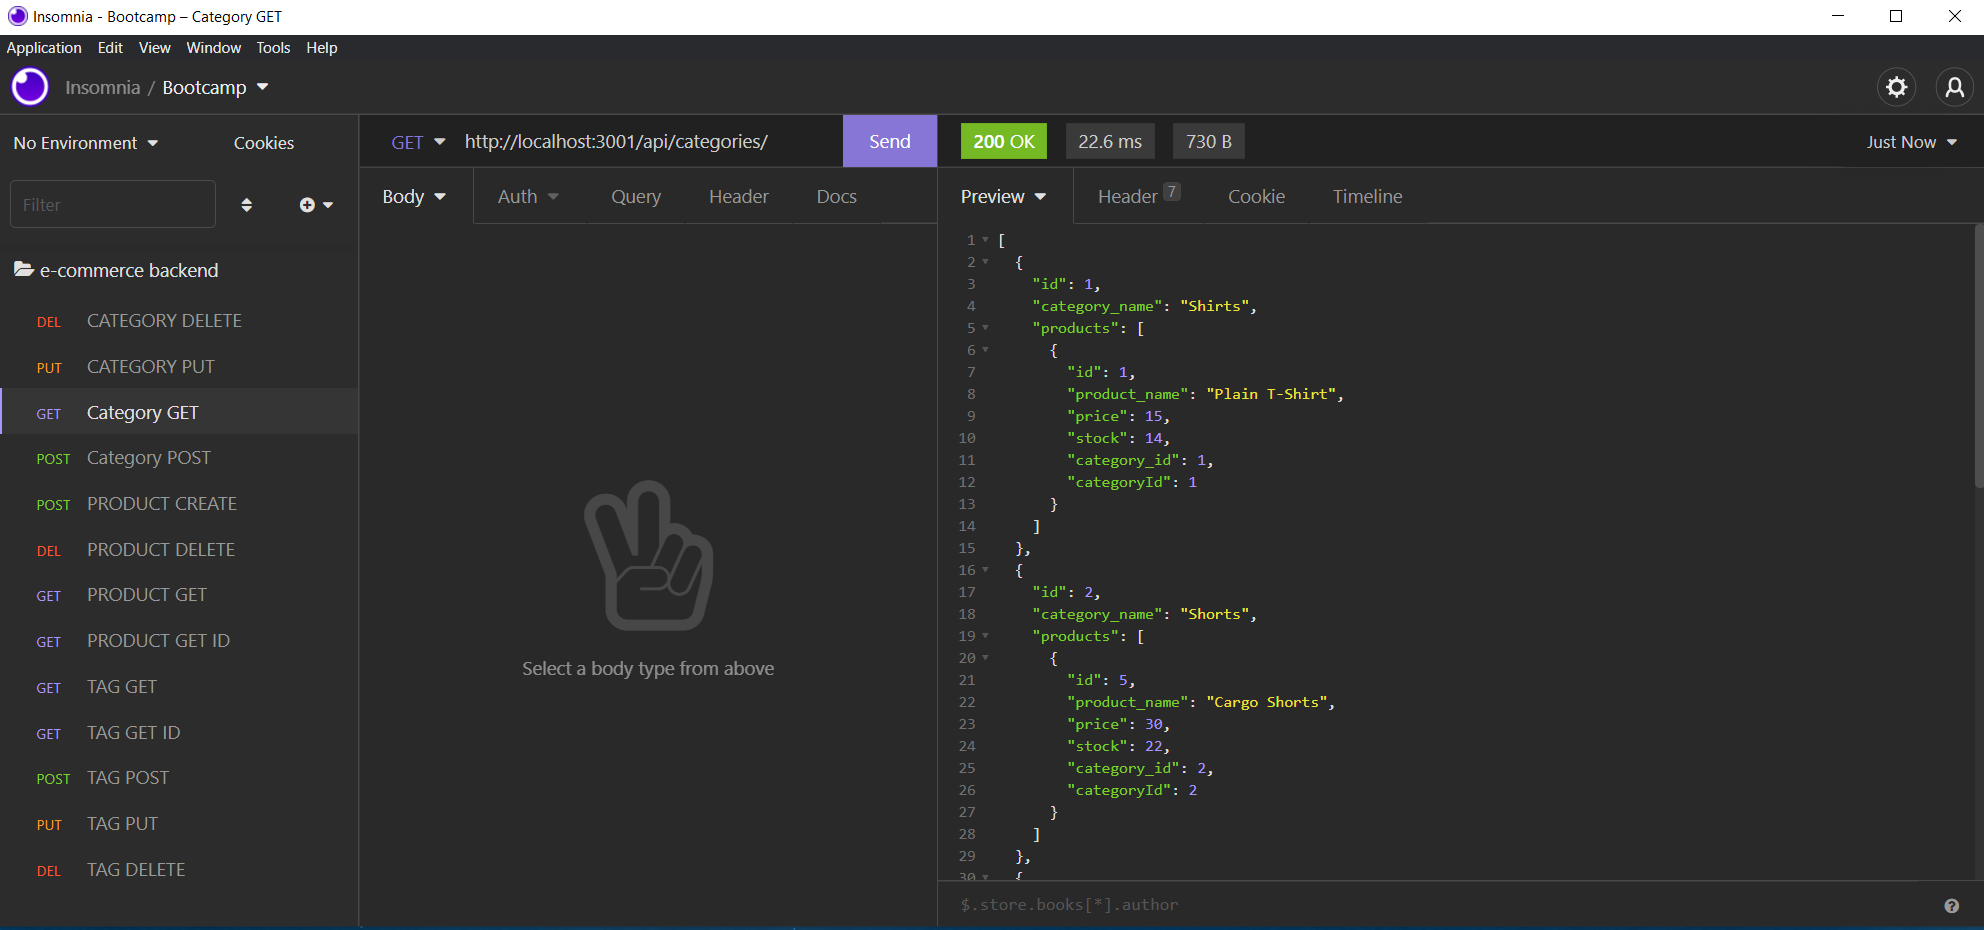 Insomnia - Bootcamp – Category GET
Application Edit View Window Tools Help
Insomnia / Bootcamp
No Environment Cookies
Filter
e-commerce backend
DEL CATEGORY DELETE
PUT CATEGORY PUT
GET Category GET
POST Category POST
POST PRODUCT CREATE
DEL PRODUCT DELETE
GET PRODUCT GET
GET PRODUCT GET ID
GET TAG GET
GET TAG GET ID
POST TAG POST
PUT TAG PUT
DEL TAG DELETE
GET http://localhost:3001/api/categories/ Send
Body Auth Query Header Docs
Select a body type from above
200 OK 22.6 ms 730 B Just Now
Preview Header 7 Cookie Timeline
1 [
2 {
3 "id": 1,
4 "category_name": "Shirts",
5 "products": [
6 {
7 "id": 1,
8 "product_name": "Plain T-Shirt",
9 "price": 15,
10 "stock": 14,
11 "category_id": 1,
12 "categoryId": 1
13 }
14 ]
15 },
16 {
17 "id": 2,
18 "category_name": "Shorts",
19 "products": [
20 {
21 "id": 5,
22 "product_name": "Cargo Shorts",
23 "price": 30,
24 "stock": 22,
25 "category_id": 2,
26 "categoryId": 2
27 }
28 ]
29 },
30 {
$.store.books[*].author